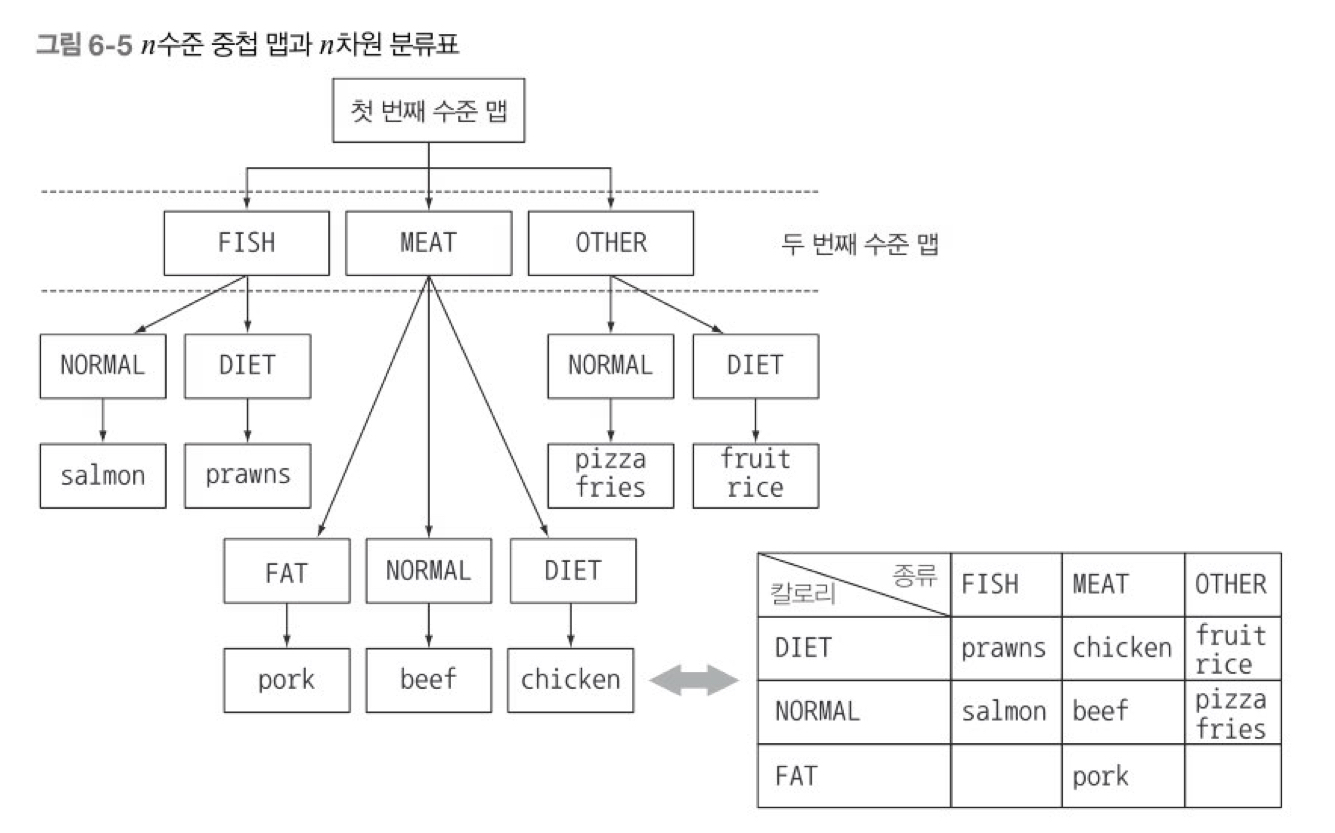 그림 6-5 n수준 중첩 맵과 n차원 분류표
첫 번째 수준 맵
FISH MEAT OTHER 두 번째 수준 맵
NORMAL DIET NORMAL DIET
salmon prawns pizza fries fruit rice
FAT NORMAL DIET
pork beef chicken
칼로리 종류 FISH MEAT OTHER
DIET prawns chicken fruit rice
NORMAL salmon beef pizza fries
FAT pork